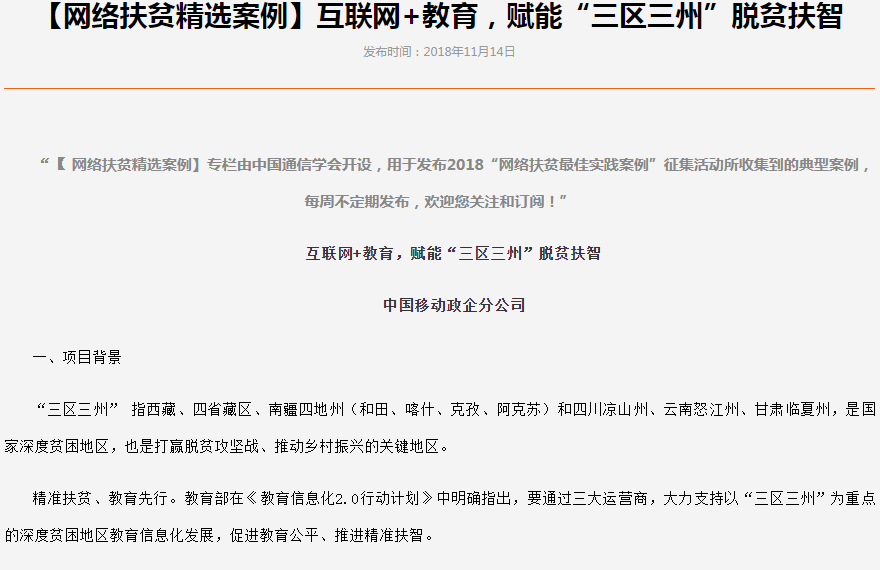 【网络扶贫精选案例】互联网+教育，赋能“三区三州”脱贫扶智
发布时间：2018年11月14日
“【 网络扶贫精选案例】专栏由中国通信学会开设，用于发布2018“网络扶贫最佳实践案例”征集活动所收集到的典型案例，
每周不定期发布，欢迎您关注和订阅！”
互联网+教育，赋能“三区三州”脱贫扶智
中国移动政企分公司
一、项目背景
“三区三州” 指西藏、四省藏区、南疆四地州（和田、喀什、克孜、阿克苏）和四川凉山州、云南怒江州、甘肃临夏州，是国
家深度贫困地区，也是打赢脱贫攻坚战、推动乡村振兴的关键地区。
精准扶贫、教育先行。教育部在《教育信息化2.0行动计划》中明确指出，要通过三大运营商，大力支持以“三区三州”为重点
的深度贫困地区教育信息化发展，促进教育公平、推进精准扶智。